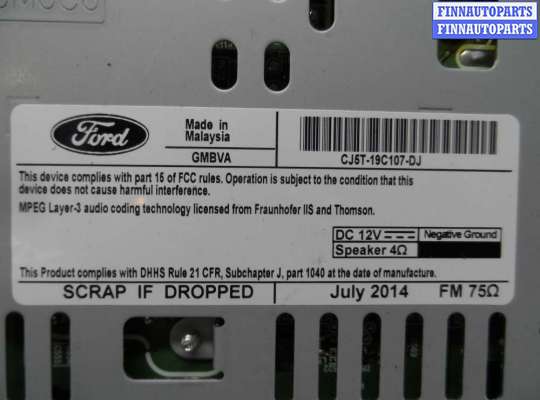 FINNAUTOPARTS
FINNAUTOPARTS
Ford
Made in
Malaysia
GMBVA
CJ5T-19C107-DJ
This device complies with part 15 of FCC rules. Operation is subject to the condition that this
device does not cause harmful interference.
MPEG Layer-3 audio coding technology licensed from Fraunhofer IIS and Thomson.
DC 12V Negative Ground
Speaker 4Ω
This Product complies with DHHS Rule 21 CFR, Subchapter J, part 1040 at the date of manufacture.
SCRAP IF DROPPED July 2014 FM 75Ω